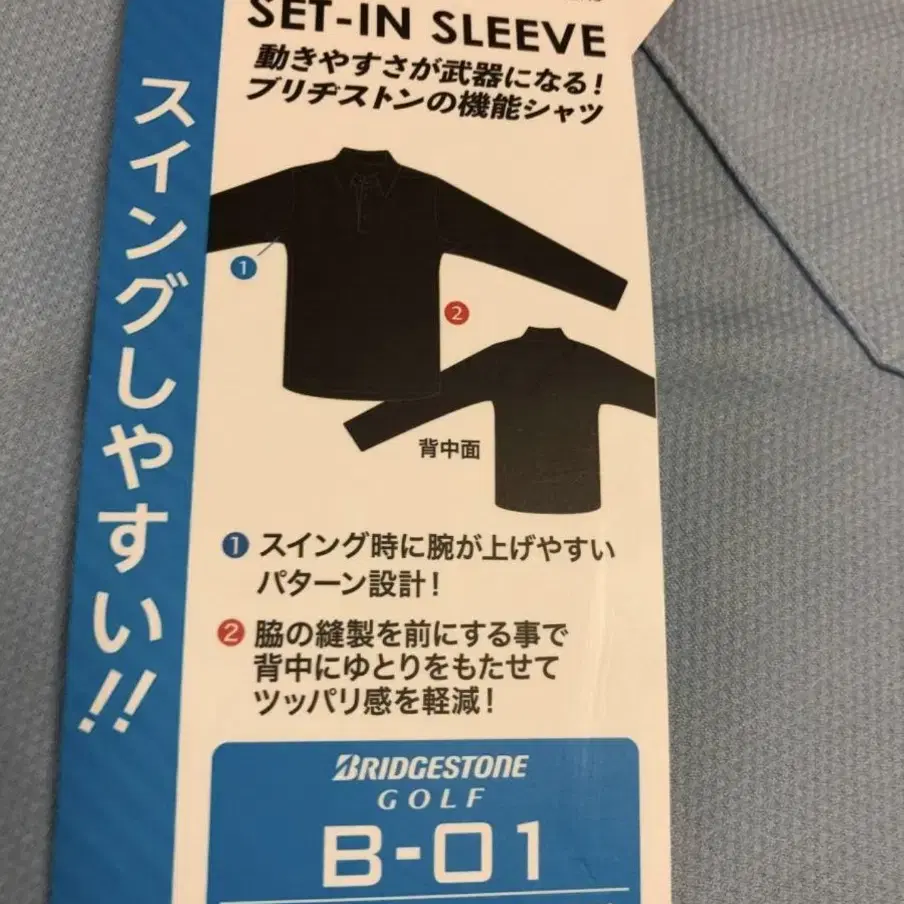 SET-IN SLEEVE
動きやすさが武器になる!
ブリヂストンの機能シャツ
スイングしやすい!!
1
2
背中面
1 スイング時に腕が上げやすい
パターン設計!
2 脇の縫製を前にする事で
背中にゆとりをもたせて
ツッパリ感を軽減!
BRIDGESTONE
GOLF
B-01